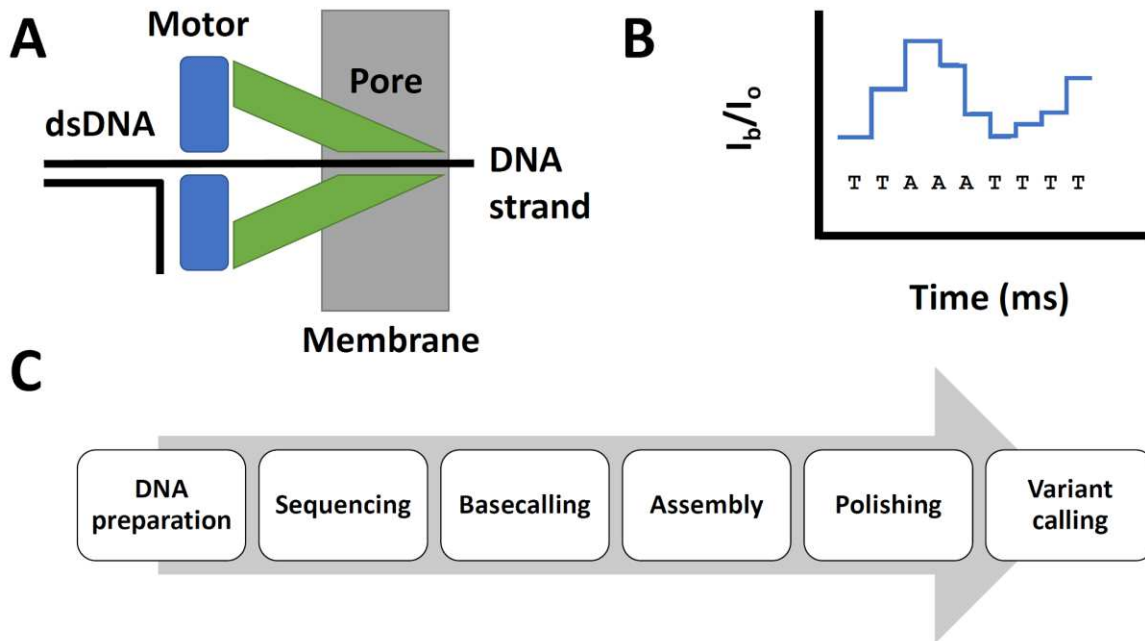 A
Motor
Pore
dsDNA
DNA
strand
Membrane
B
Ib/Io
T T A A A T T T T
Time (ms)
C
DNA
preparation
Sequencing
Basecalling
Assembly
Polishing
Variant
calling